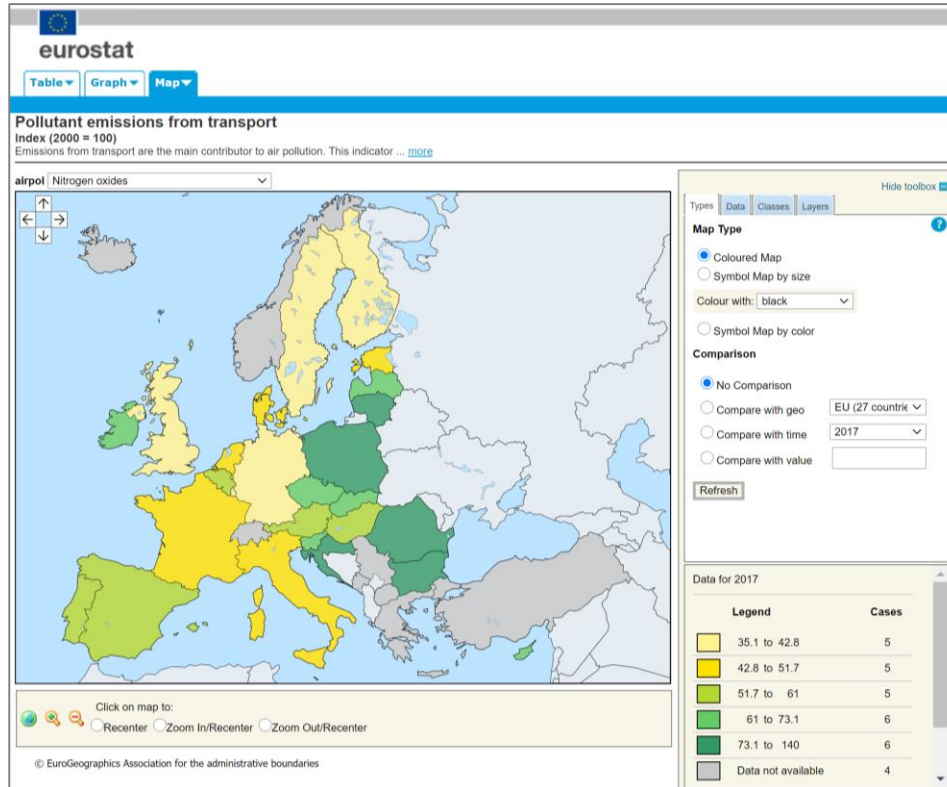 eurostat
Table Graph Map
Pollutant emissions from transport
Index (2000 = 100)
Emissions from transport are the main contributor to air pollution. This indicator ... more
airpol Nitrogen oxides
Hide toolbox
Types Data Classes Layers
?
Map Type
Coloured Map
Symbol Map by size
Colour with: black
Symbol Map by color
Comparison
No Comparison
Compare with geo EU (27 countrie
Compare with time 2017
Compare with value
Refresh
Data for 2017
Legend Cases
35.1 to 42.8 5
42.8 to 51.7 5
51.7 to 61 5
61 to 73.1 6
73.1 to 140 6
Data not available 4
Click on map to:
Recenter Zoom In/Recenter Zoom Out/Recenter
© EuroGeographics Association for the administrative boundaries